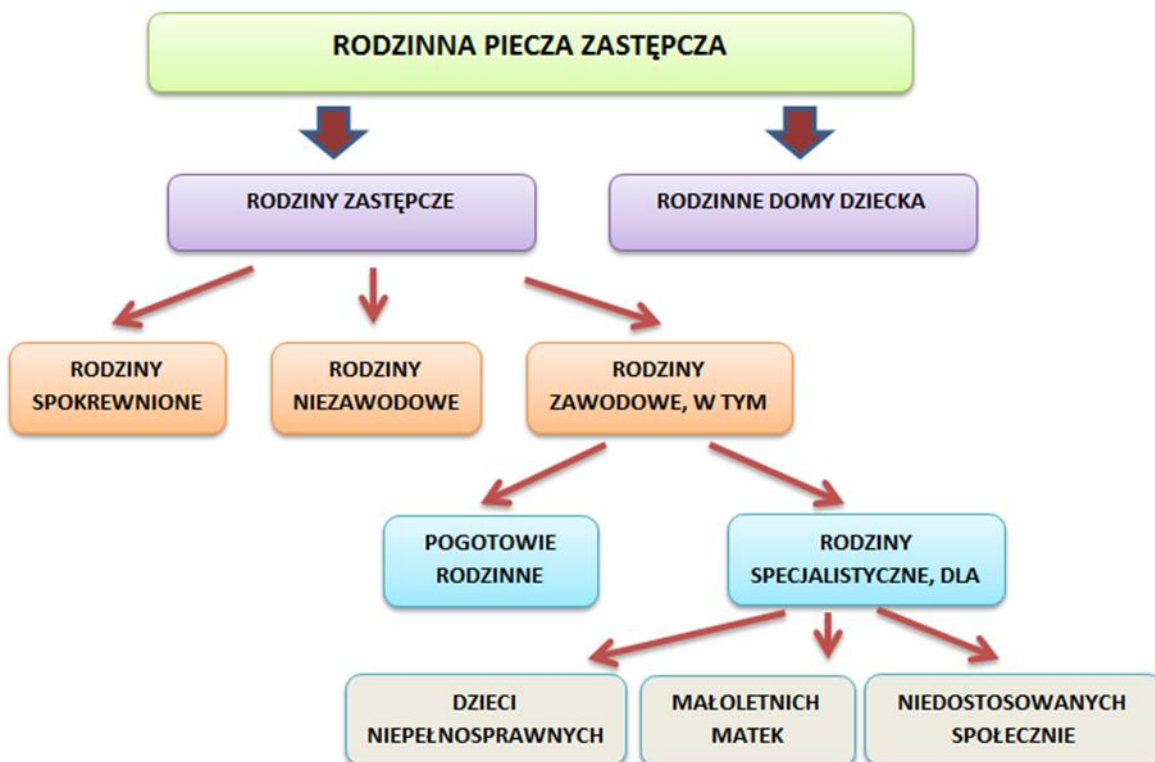 RODZINNA PIECZA ZASTĘPCZA
RODZINY ZASTĘPCZE
RODZINNE DOMY DZIECKA
RODZINY
SPOKREWNIONE
RODZINY
NIEZAWODOWE
RODZINY
ZAWODOWE, W TYM
POGOTOWIE
RODZINNE
RODZINY
SPECJALISTYCZNE, DLA
DZIECI
NIEPEŁNOSPRAWNYCH
MAŁOLETNICH
MATEK
NIEDOSTOSOWANYCH
SPOŁECZNIE